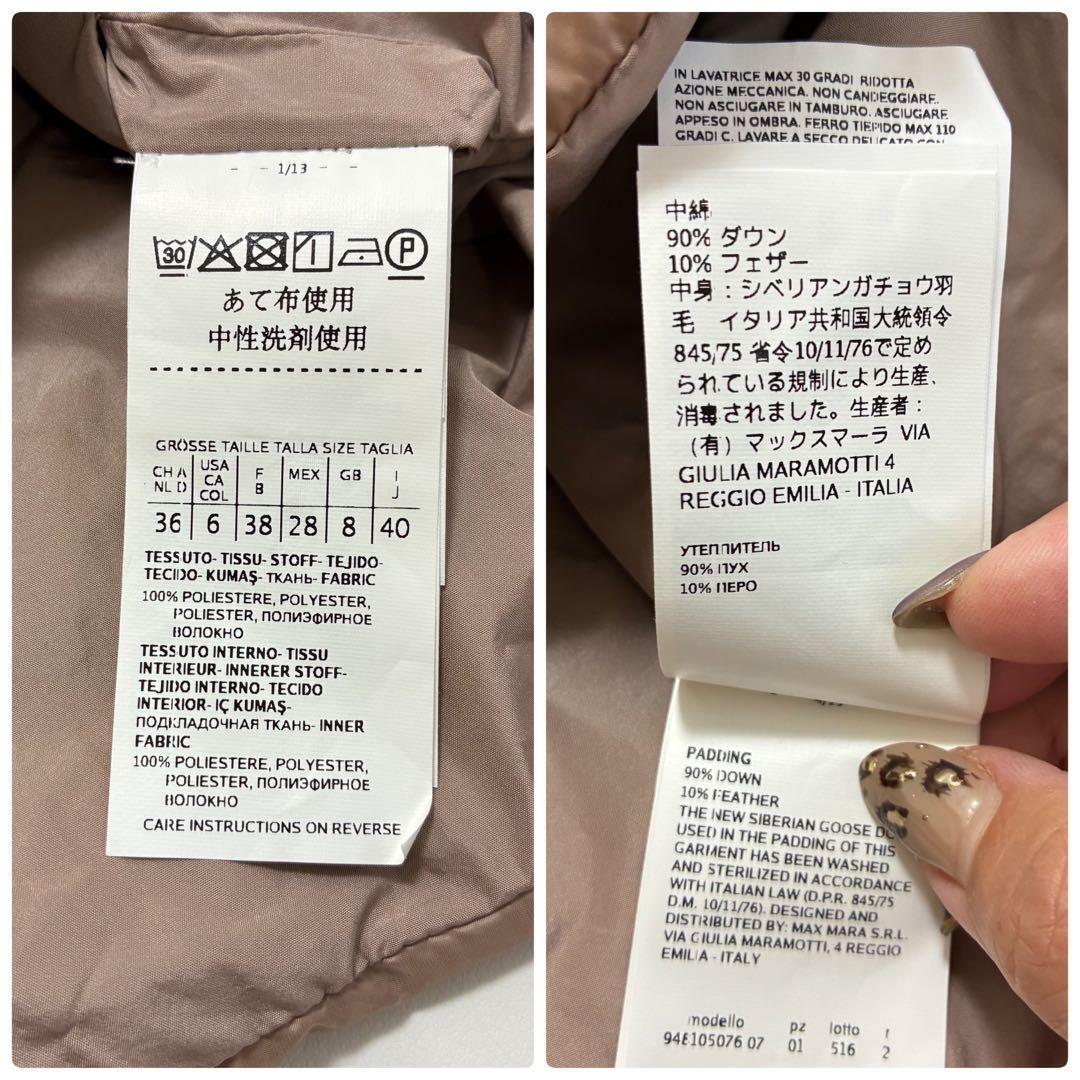 1/13
30
P
あて布使用
中性洗剤使用
GRÖSSE TAILLE TALLA SIZE TAGLIA
CH A NL D USA CA COL F B MEX GB I J
36 6 38 28 8 40
TESSUTO- TISSU- STOFF- TEJIDO-
TECIDO- KUMAŞ- ТКАНЬ- FABRIC
100% POLIESTERE, POLYESTER,
POLIESTER, ПОЛИЭФИРНОЕ
ВОЛОКНО
TESSUTO INTERNO- TISSU
INTERIEUR- INNERER STOFF-
TEJIDO INTERNO- TECIDO
INTERIOR- IÇ KUMAŞ-
ПОДКЛАДОЧНАЯ ТКАНЬ- INNER
FABRIC
100% POLIESTERE, POLYESTER,
POLIESTER, ПОЛИЭФИРНОЕ
ВОЛОКНО
CARE INSTRUCTIONS ON REVERSE
IN LAVATRICE MAX 30 GRADI RIDOTTA
AZIONE MECCANICA. NON CANDEGGIARE.
NON ASCIUGARE IN TAMBURO. ASCIUGARE
APPESO IN OMBRA. FERRO TIEPIDO MAX 110
GRADI C. LAVARE A SECCO DELICATO CON
中綿
90% ダウン
10% フェザー
中身：シベリアンガチョウ羽
毛 イタリア共和国大統領令
845/75 省令10/11/76で定め
られている規制により生産、
消毒されました。生産者：
（有）マックスマーラ VIA
GIULIA MARAMOTTI 4
REGGIO EMILIA - ITALIA
УТЕПЛИТЕЛЬ
90% ПУХ
10% ПЕРО
PADDING
90% DOWN
10% FEATHER
THE NEW SIBERIAN GOOSE
USED IN THE PADDING OF THIS
GARMENT HAS BEEN WASHED
AND STERILIZED IN ACCORDANCE
WITH ITALIAN LAW (D.P.R. 845/75
D.M. 10/11/76). DESIGNED AND
DISTRIBUTED BY: MAX MARA S.R.L.
VIA GIULIA MARAMOTTI, 4 REGGIO
EMILIA - ITALY
modello pz lotto r
948105076 07 01 516 2